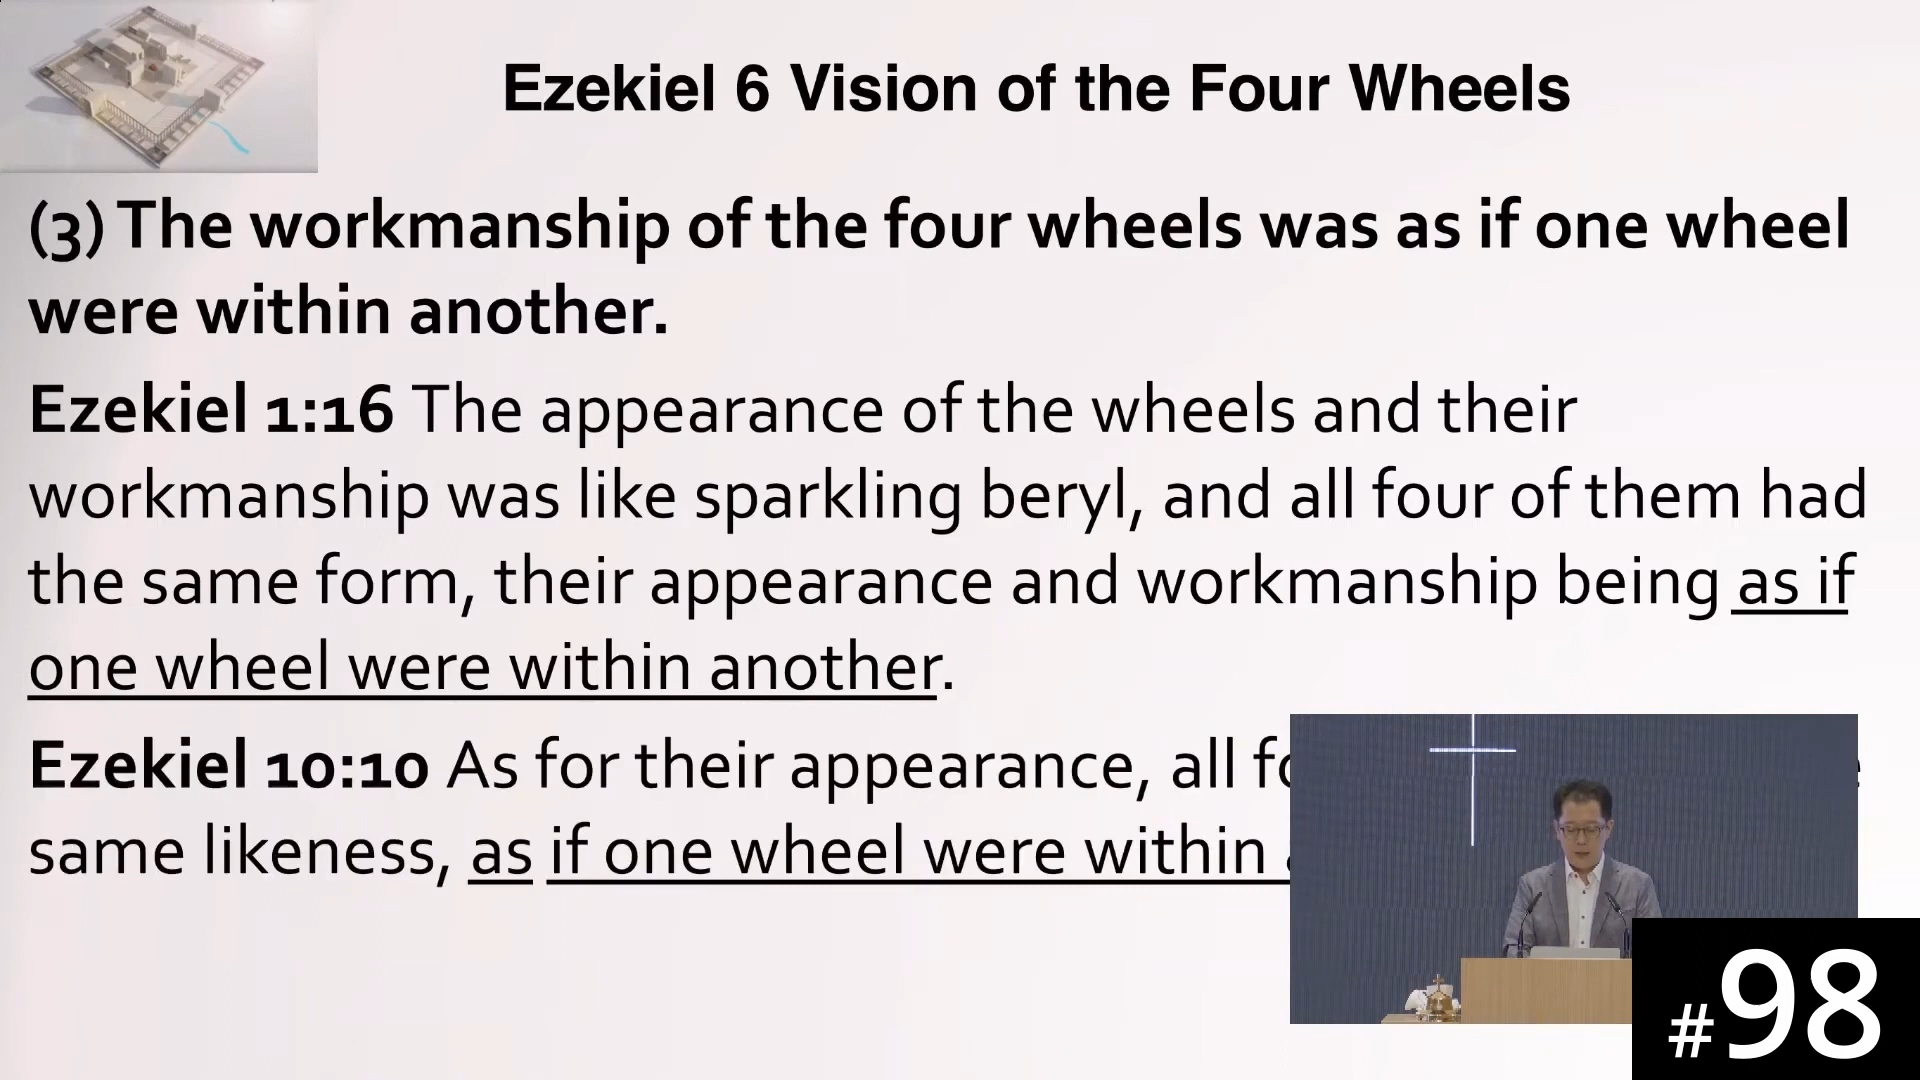 Ezekiel 6 Vision of the Four Wheels
(3) The workmanship of the four wheels was as if one wheel
were within another.
Ezekiel 1:16 The appearance of the wheels and their
workmanship was like sparkling beryl, and all four of them had
the same form, their appearance and workmanship being as if
one wheel were within another.
Ezekiel 10:10 As for their appearance, all
same likeness, as if one wheel were within
#98